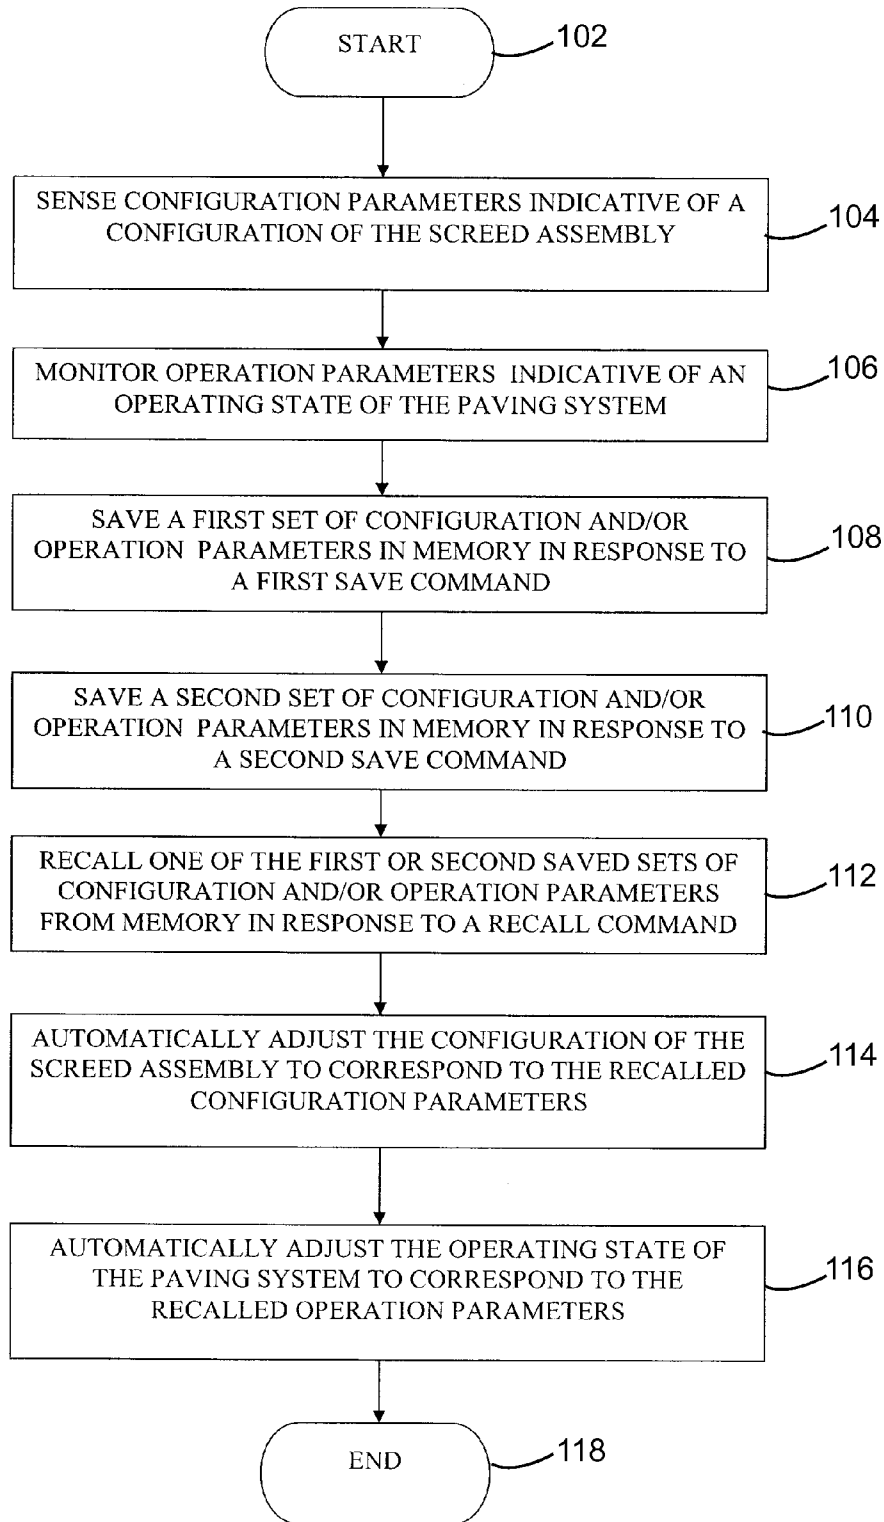 START
102
SENSE CONFIGURATION PARAMETERS INDICATIVE OF A
CONFIGURATION OF THE SCREED ASSEMBLY
104
MONITOR OPERATION PARAMETERS INDICATIVE OF AN
OPERATING STATE OF THE PAVING SYSTEM
106
SAVE A FIRST SET OF CONFIGURATION AND/OR
OPERATION PARAMETERS IN MEMORY IN RESPONSE TO
A FIRST SAVE COMMAND
108
SAVE A SECOND SET OF CONFIGURATION AND/OR
OPERATION PARAMETERS IN MEMORY IN RESPONSE TO
A SECOND SAVE COMMAND
110
RECALL ONE OF THE FIRST OR SECOND SAVED SETS OF
CONFIGURATION AND/OR OPERATION PARAMETERS
FROM MEMORY IN RESPONSE TO A RECALL COMMAND
112
AUTOMATICALLY ADJUST THE CONFIGURATION OF THE
SCREED ASSEMBLY TO CORRESPOND TO THE RECALLED
CONFIGURATION PARAMETERS
114
AUTOMATICALLY ADJUST THE OPERATING STATE OF
THE PAVING SYSTEM TO CORRESPOND TO THE
RECALLED OPERATION PARAMETERS
116
END
118